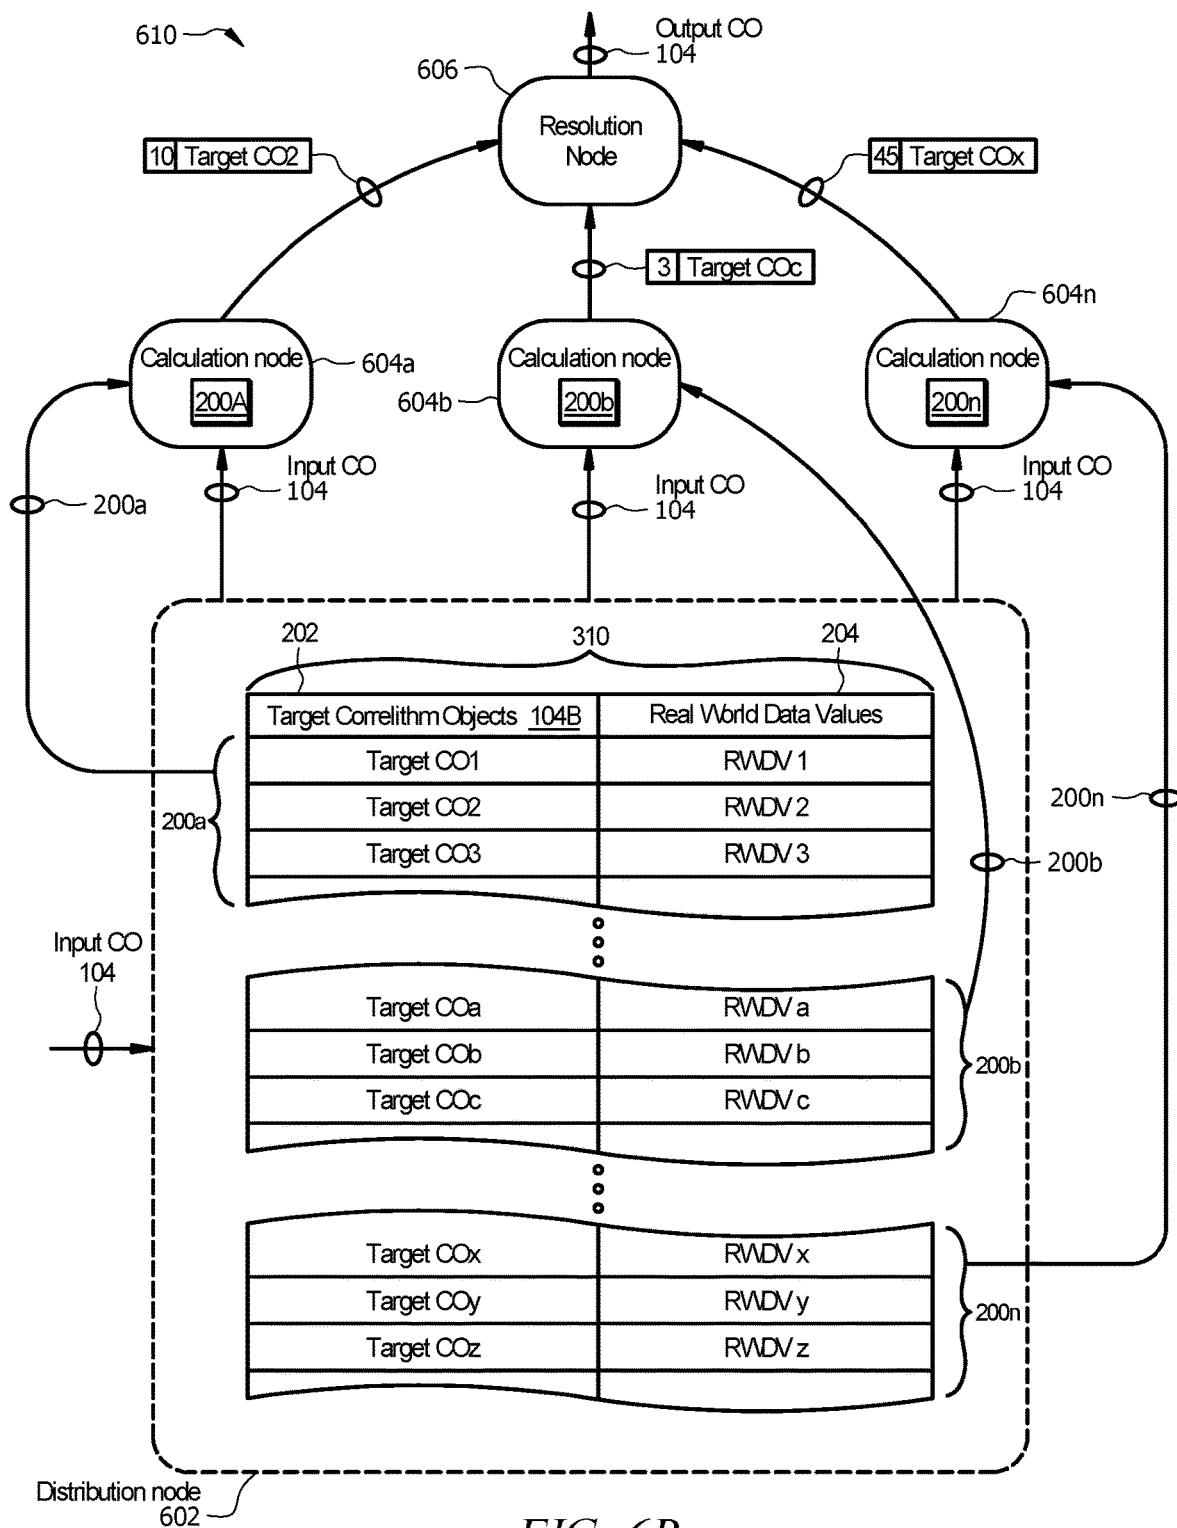 610
Output CO
104
606
Resolution
Node
10 Target CO2
45 Target COx
3 Target COc
604n
Calculation node
200A
604a
Calculation node
200b
604b
Calculation node
200n
Input CO
104
Input CO
104
Input CO
104
200a
202
310
204
Target Correlithm Objects 104B Real World Data Values
Target CO1 RWDV 1
Target CO2 RWDV 2
Target CO3 RWDV 3
200a
200n
200b
Input CO
104
Target COa RWDV a
Target COb RWDV b
Target COc RWDV c
200b
Target COx RWDV x
Target COy RWDV y
Target COz RWDV z
200n
Distribution node
602
FIG. 6B